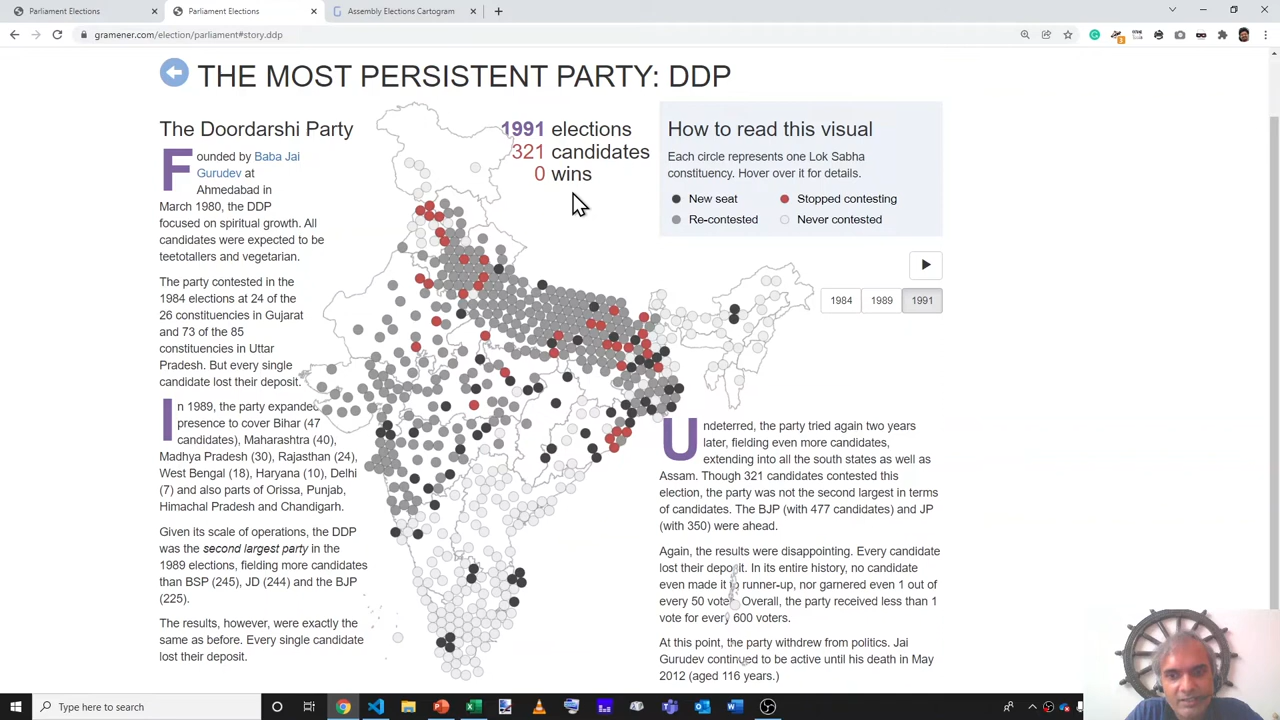 Parliament Elections
Parliament Elections
Assembly Elections Cartogram
gramener.com/election/parliament#story.ddp
THE MOST PERSISTENT PARTY: DDP
The Doordarshi Party
Founded by Baba Jai
Gurudev at
Ahmedabad in
March 1980, the DDP
focused on spiritual growth. All
candidates were expected to be
teetotallers and vegetarian.
The party contested in the
1984 elections at 24 of the
26 constituencies in Gujarat
and 73 of the 85
constituencies in Uttar
Pradesh. But every single
candidate lost their deposit.
In 1989, the party expanded
presence to cover Bihar (47
candidates), Maharashtra (40),
Madhya Pradesh (30), Rajasthan (24),
West Bengal (18), Haryana (10), Delhi
(7) and also parts of Orissa, Punjab,
Himachal Pradesh and Chandigarh.
Given its scale of operations, the DDP
was the second largest party in the
1989 elections, fielding more candidates
than BSP (245), JD (244) and the BJP
(225).
The results, however, were exactly the
same as before. Every single candidate
lost their deposit.
1991 elections
321 candidates
0 wins
How to read this visual
Each circle represents one Lok Sabha
constituency. Hover over it for details.
New seat
Stopped contesting
Re-contested
Never contested
1984
1989
1991
Undeterred, the party tried again two years
later, fielding even more candidates,
extending into all the south states as well as
Assam. Though 321 candidates contested this
election, the party was not the second largest in terms
of candidates. The BJP (with 477 candidates) and JP
(with 350) were ahead.
Again, the results were disappointing. Every candidate
lost their deposit. In its entire history, no candidate
even made it to runner-up, nor garnered even 1 out of
every 50 votes. Overall, the party received less than 1
vote for every 600 voters.
At this point, the party withdrew from politics. Jai
Gurudev continued to be active until his death in May
2012 (aged 116 years.)
Type here to search